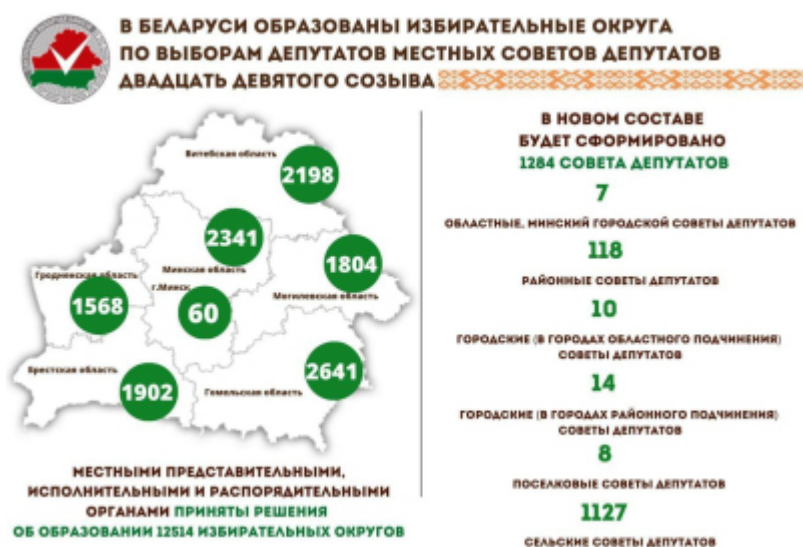 В БЕЛАРУСИ ОБРАЗОВАНЫ ИЗБИРАТЕЛЬНЫЕ ОКРУГА
ПО ВЫБОРАМ ДЕПУТАТОВ МЕСТНЫХ СОВЕТОВ ДЕПУТАТОВ
ДВАДЦАТЬ ДЕВЯТОГО СОЗЫВА
Витебская область
2198
2341
Минская область
1804
Могилевская область
Гродненская область
1568
г.Минск
60
Брестская область
1902
Гомельская область
2641
МЕСТНЫМИ ПРЕДСТАВИТЕЛЬНЫМИ,
ИСПОЛНИТЕЛЬНЫМИ И РАСПОРЯДИТЕЛЬНЫМИ
ОРГАНАМИ ПРИНЯТЫ РЕШЕНИЯ
ОБ ОБРАЗОВАНИИ 12514 ИЗБИРАТЕЛЬНЫХ ОКРУГОВ
В НОВОМ СОСТАВЕ
БУДЕТ СФОРМИРОВАНО
1284 СОВЕТА ДЕПУТАТОВ
7
ОБЛАСТНЫЕ, МИНСКИЙ ГОРОДСКОЙ СОВЕТЫ ДЕПУТАТОВ
118
РАЙОННЫЕ СОВЕТЫ ДЕПУТАТОВ
10
ГОРОДСКИЕ (В ГОРОДАХ ОБЛАСТНОГО ПОДЧИНЕНИЯ)
СОВЕТЫ ДЕПУТАТОВ
14
ГОРОДСКИЕ (В ГОРОДАХ РАЙОННОГО ПОДЧИНЕНИЯ)
СОВЕТЫ ДЕПУТАТОВ
8
ПОСЕЛКОВЫЕ СОВЕТЫ ДЕПУТАТОВ
1127
СЕЛЬСКИЕ СОВЕТЫ ДЕПУТАТОВ